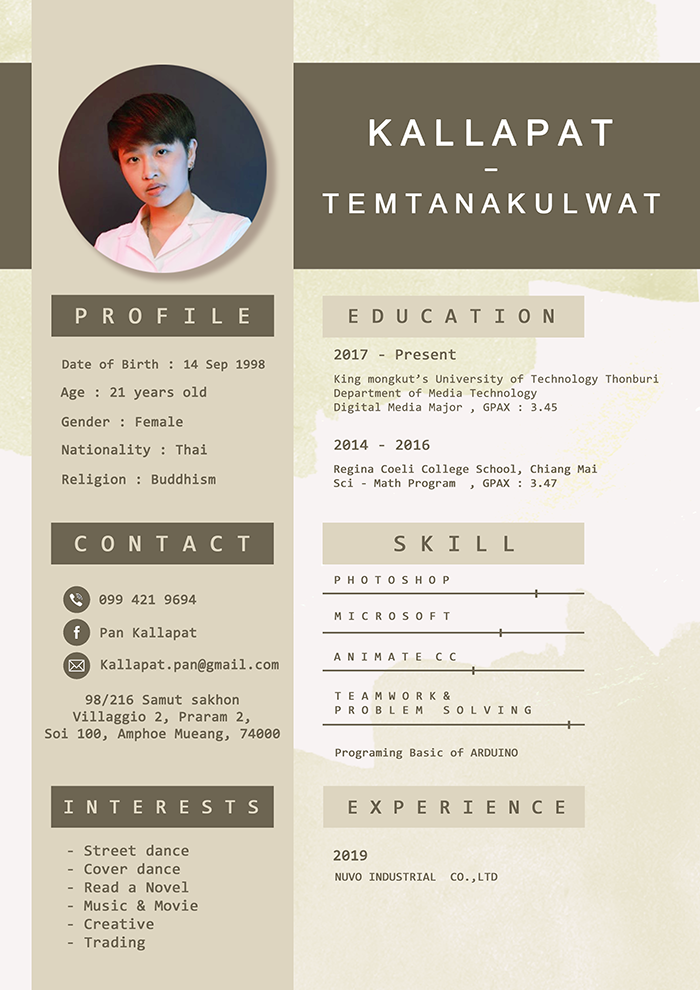 KALLAPAT
–
TEMTANAKULWAT
PROFILE
Date of Birth : 14 Sep 1998
Age : 21 years old
Gender : Female
Nationality : Thai
Religion : Buddhism
CONTACT
099 421 9694
f Pan Kallapat
Kallapat.pan@gmail.com
98/216 Samut sakhon
Villaggio 2, Praram 2,
Soi 100, Amphoe Mueang, 74000
INTERESTS
- Street dance
- Cover dance
- Read a Novel
- Music & Movie
- Creative
- Trading
EDUCATION
2017 - Present
King mongkut’s University of Technology Thonburi
Department of Media Technology
Digital Media Major , GPAX : 3.45
2014 - 2016
Regina Coeli College School, Chiang Mai
Sci - Math Program , GPAX : 3.47
SKILL
PHOTOSHOP
MICROSOFT
ANIMATE CC
TEAMWORK&
PROBLEM SOLVING
Programing Basic of ARDUINO
EXPERIENCE
2019
NUVO INDUSTRIAL CO.,LTD